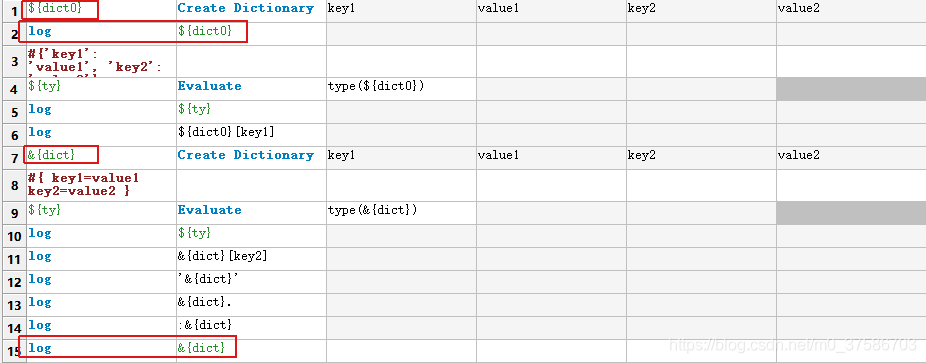 1 ${dict0} Create Dictionary key1 value1 key2 value2
2 log ${dict0}
3 #{'key1':
'value1', 'key2':
4 ${ty} Evaluate type(${dict0})
5 log ${ty}
6 log ${dict0}[key1]
7 &{dict} Create Dictionary key1 value1 key2 value2
8 #{ key1=value1
key2=value2 }
9 ${ty} Evaluate type(&{dict})
10 log ${ty}
11 log &{dict}[key2]
12 log '&{dict}'
13 log &{dict}.
14 log :&{dict}
15 log &{dict}
https://blog.csdn.net/m0_37586703